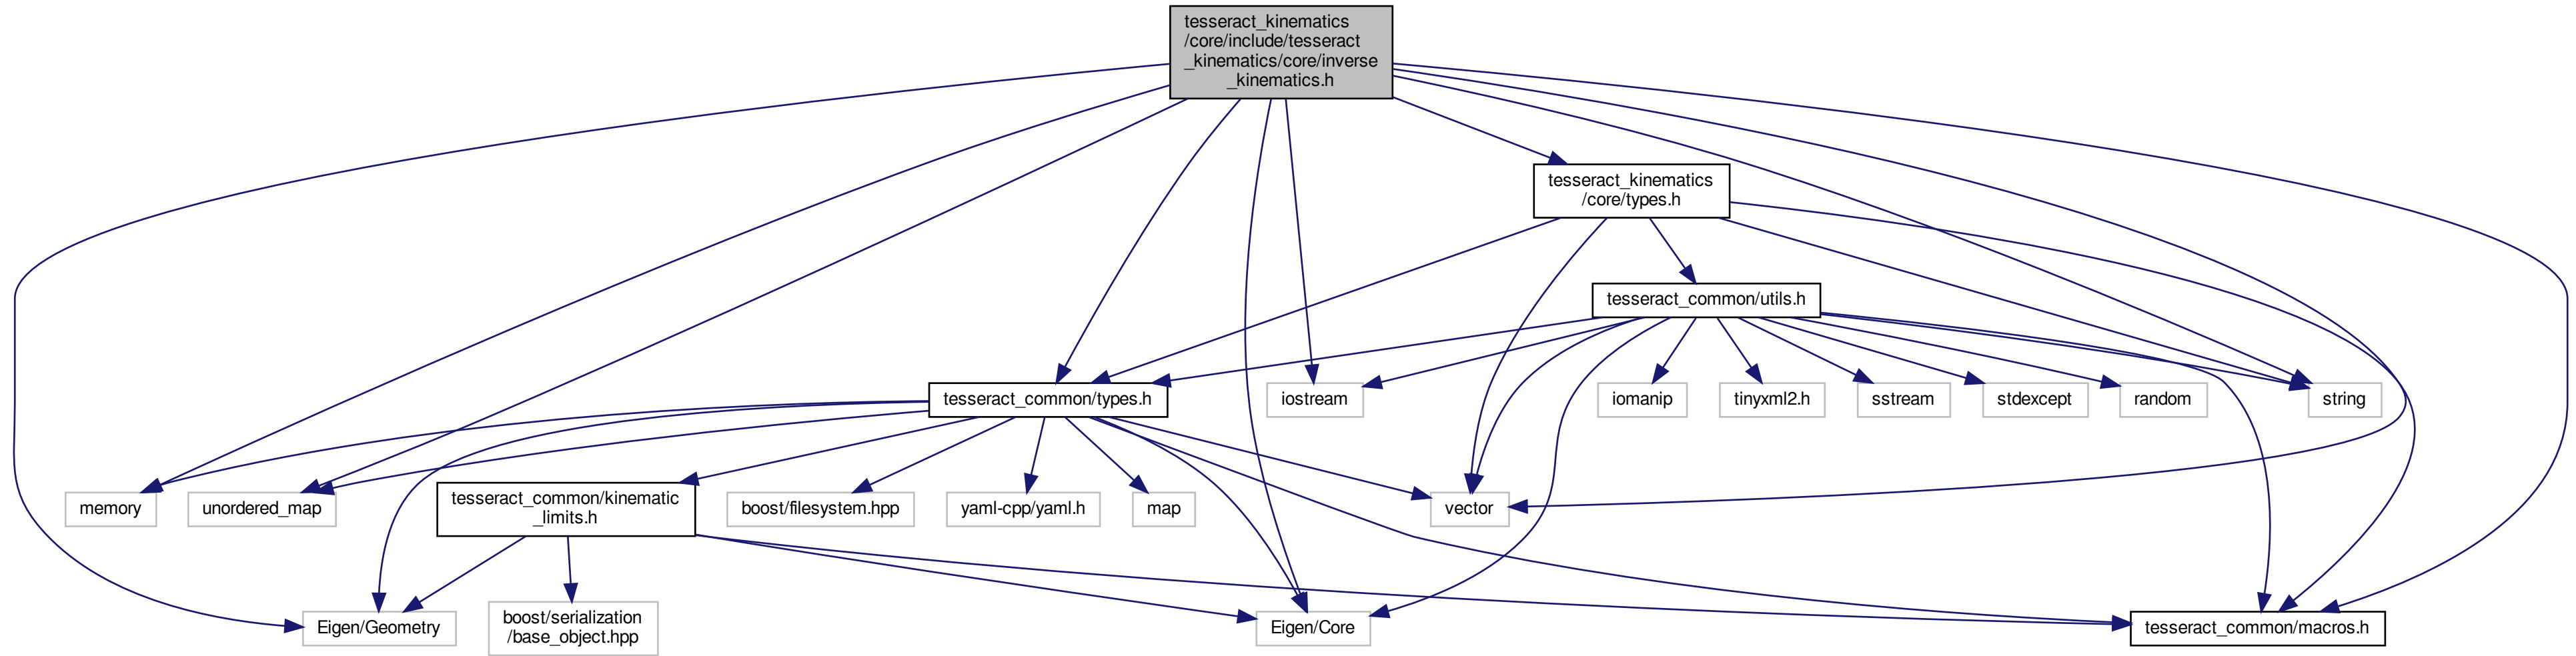 tesseract_kinematics
/core/include/tesseract
_kinematics/core/inverse
_kinematics.h
tesseract_kinematics
/core/types.h
tesseract_common/utils.h
tesseract_common/types.h
iostream
iomanip
tinyxml2.h
sstream
stdexcept
random
string
memory
unordered_map
tesseract_common/kinematic
_limits.h
boost/filesystem.hpp
yaml-cpp/yaml.h
map
vector
Eigen/Geometry
boost/serialization
/base_object.hpp
Eigen/Core
tesseract_common/macros.h